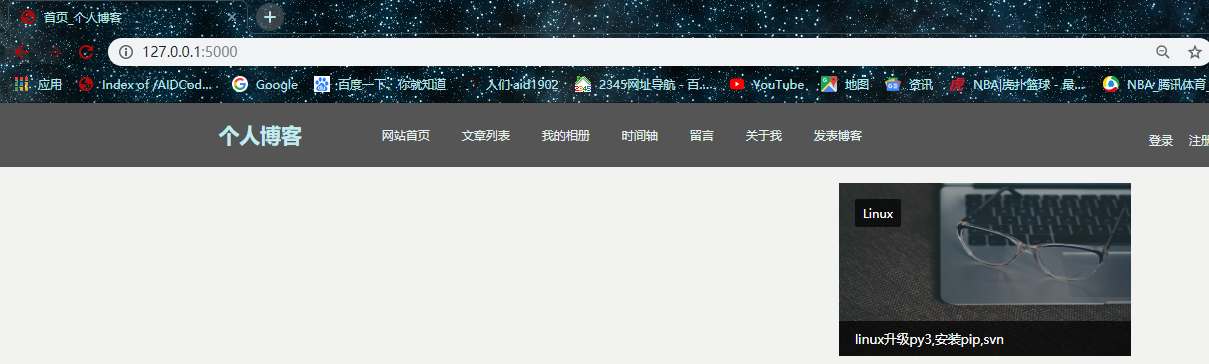 首页_个人博客
127.0.0.1:5000
应用 Index of /AIDCod... Google 百度一下，你就知道 人们 aid1902 2345网址导航 - 百... YouTube 地图 资讯 NBA|虎扑篮球 - 最... NBA_腾讯体育_
个人博客 网站首页 文章列表 我的相册 时间轴 留言 关于我 发表博客 登录 注册
Linux
linux升级py3,安装pip,svn